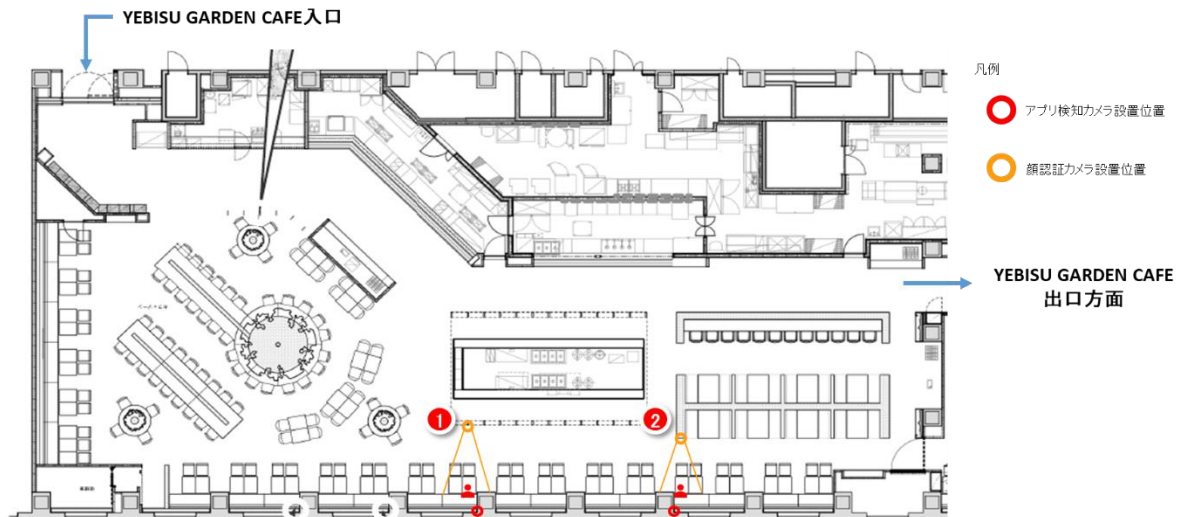 YEBISU GARDEN CAFE入口
凡例
アプリ検知カメラ設置位置
顔認証カメラ設置位置
YEBISU GARDEN CAFE
出口方面
1
2